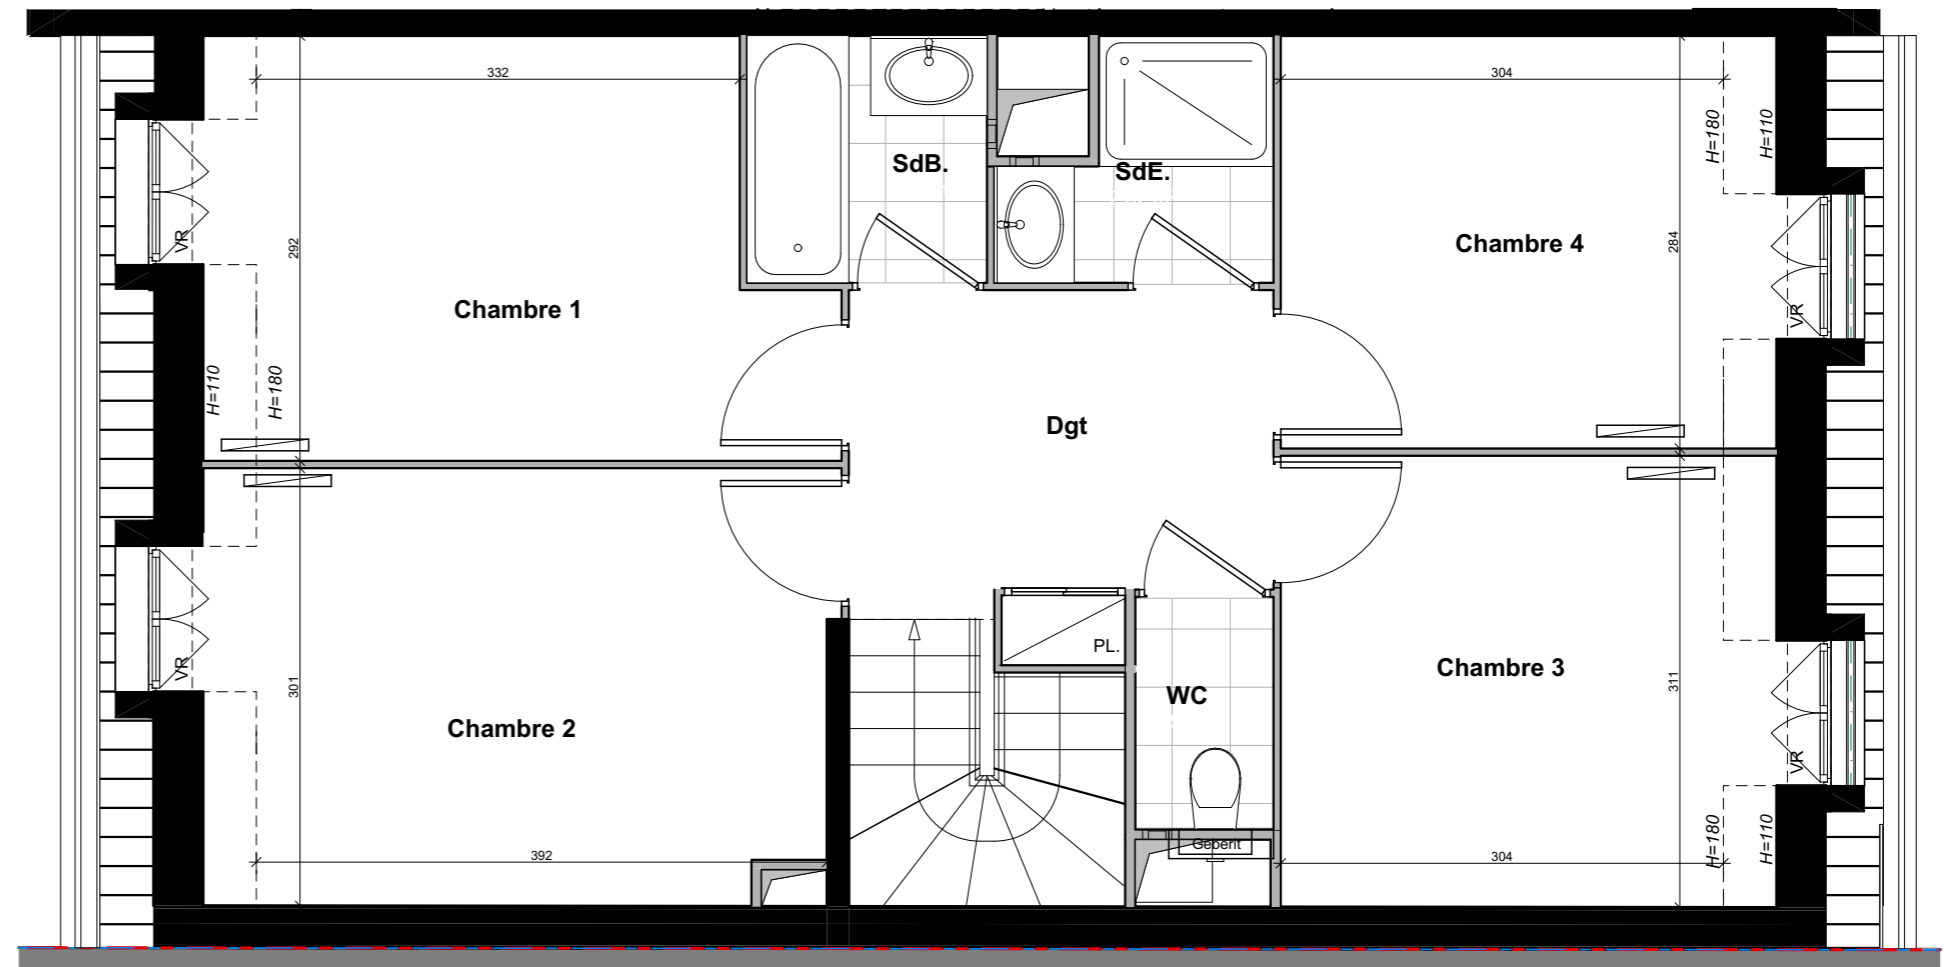 332
304
H=180
H=110
SdB.
SdE.
VR
292
284
Chambre 4
Chambre 1
VR
H=110
H=180
Dgt
PL.
Chambre 3
VR
301
311
WC
Chambre 2
VR
H=180
H=110
Geberit
392
304